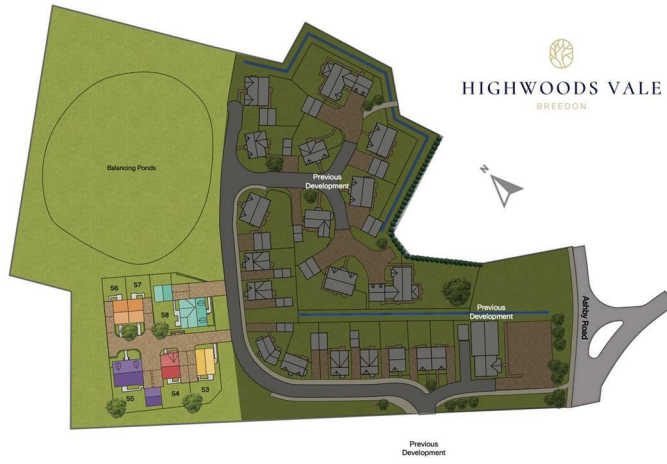 HIGHWOODS VALE
BREEDON
N
Balancing Ponds
Previous
Development
56
57
58
Previous
Development
Ashby Road
55
54
53
Previous
Development